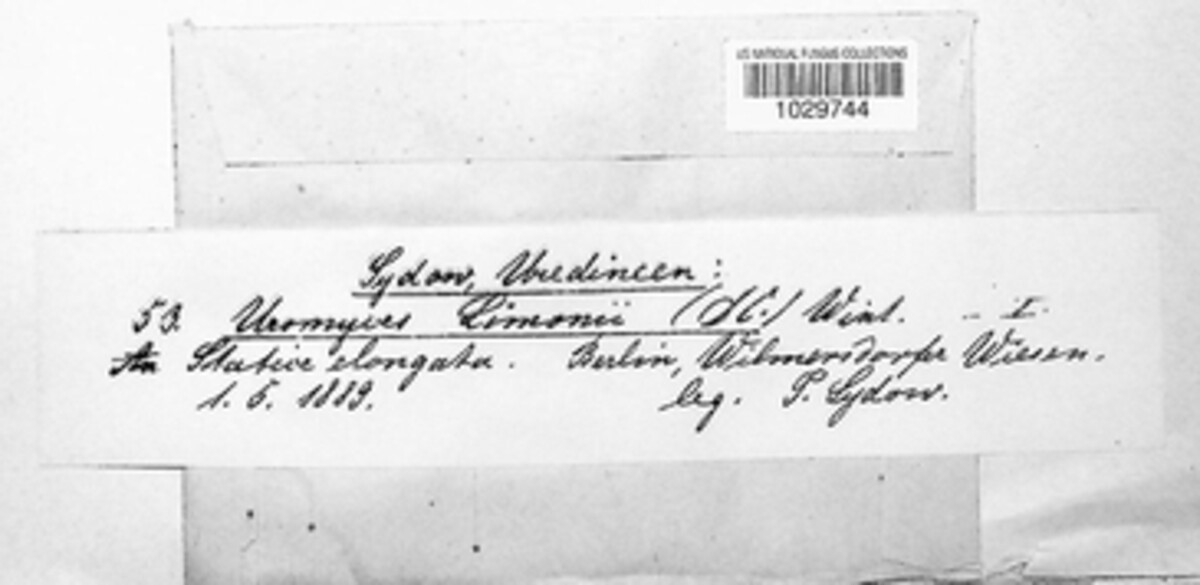 US NATIONAL FUNGUS COLLECTIONS
1029744
Sydow, Uredineen:
53. Uromyces Limonii (DC.) Wint. – I.
An Statice elongata. Berlin, Wilmersdorfer Wiesen.
1. 5. 1889. leg. P. Sydow.